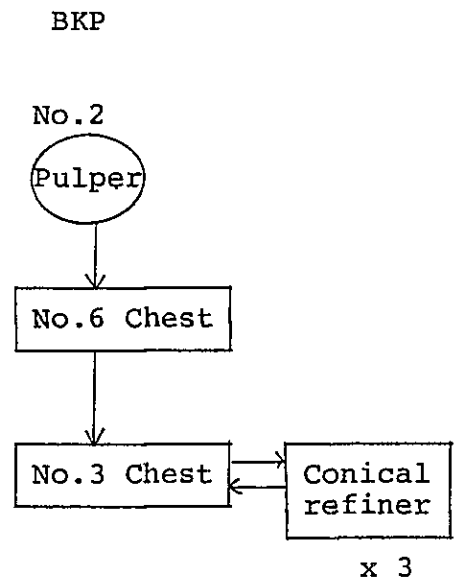 BKP
No.2
Pulper
No.6 Chest
No.3 Chest
Conical
refiner
x 3